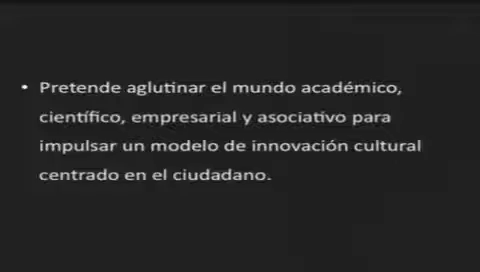 • Pretende aglutinar el mundo académico,
científico, empresarial y asociativo para
impulsar un modelo de innovación cultural
centrado en el ciudadano.